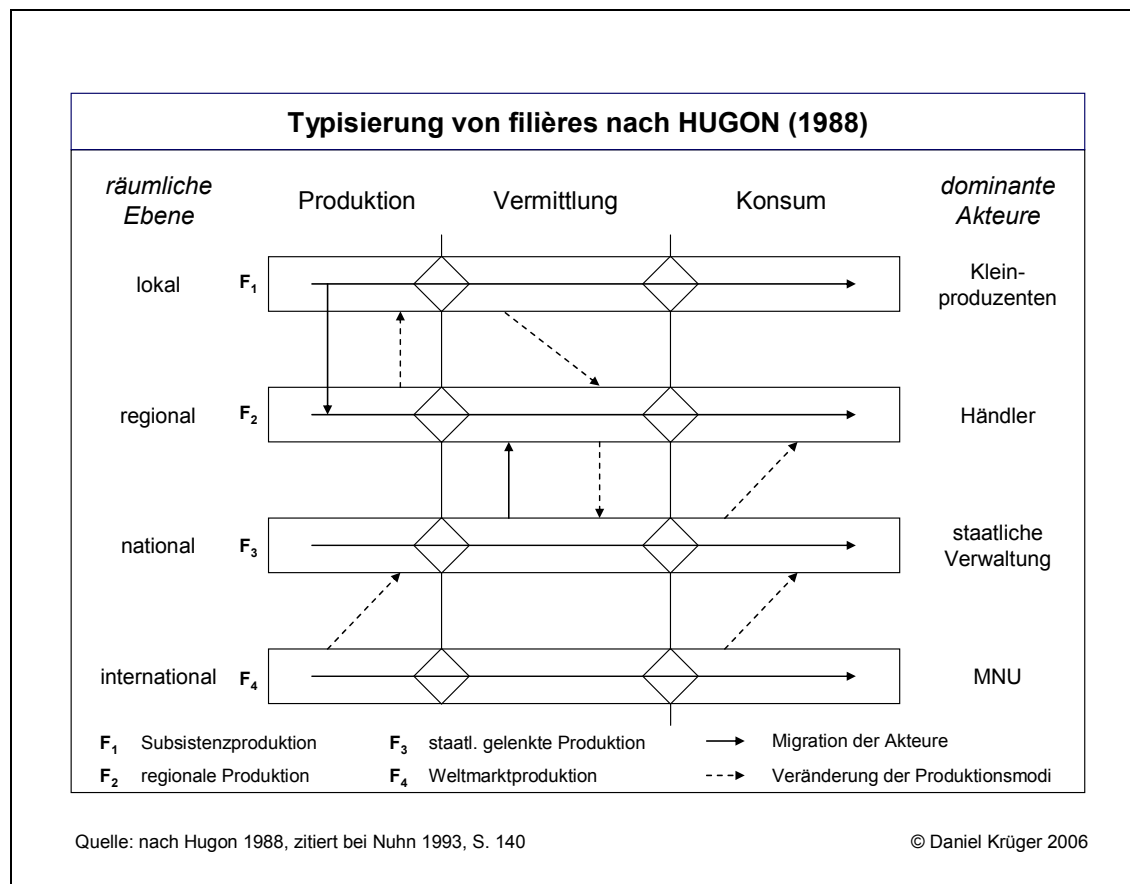 Typisierung von filières nach HUGON (1988)
räumliche
Ebene
Produktion
Vermittlung
Konsum
dominante
Akteure
lokal
F1
Klein-
produzenten
regional
F2
Händler
national
F3
staatliche
Verwaltung
international
F4
MNU
F1 Subsistenzproduktion
F3 staatl. gelenkte Produktion
Migration der Akteure
F2 regionale Produktion
F4 Weltmarktproduktion
Veränderung der Produktionsmodi
Quelle: nach Hugon 1988, zitiert bei Nuhn 1993, S. 140
© Daniel Krüger 2006